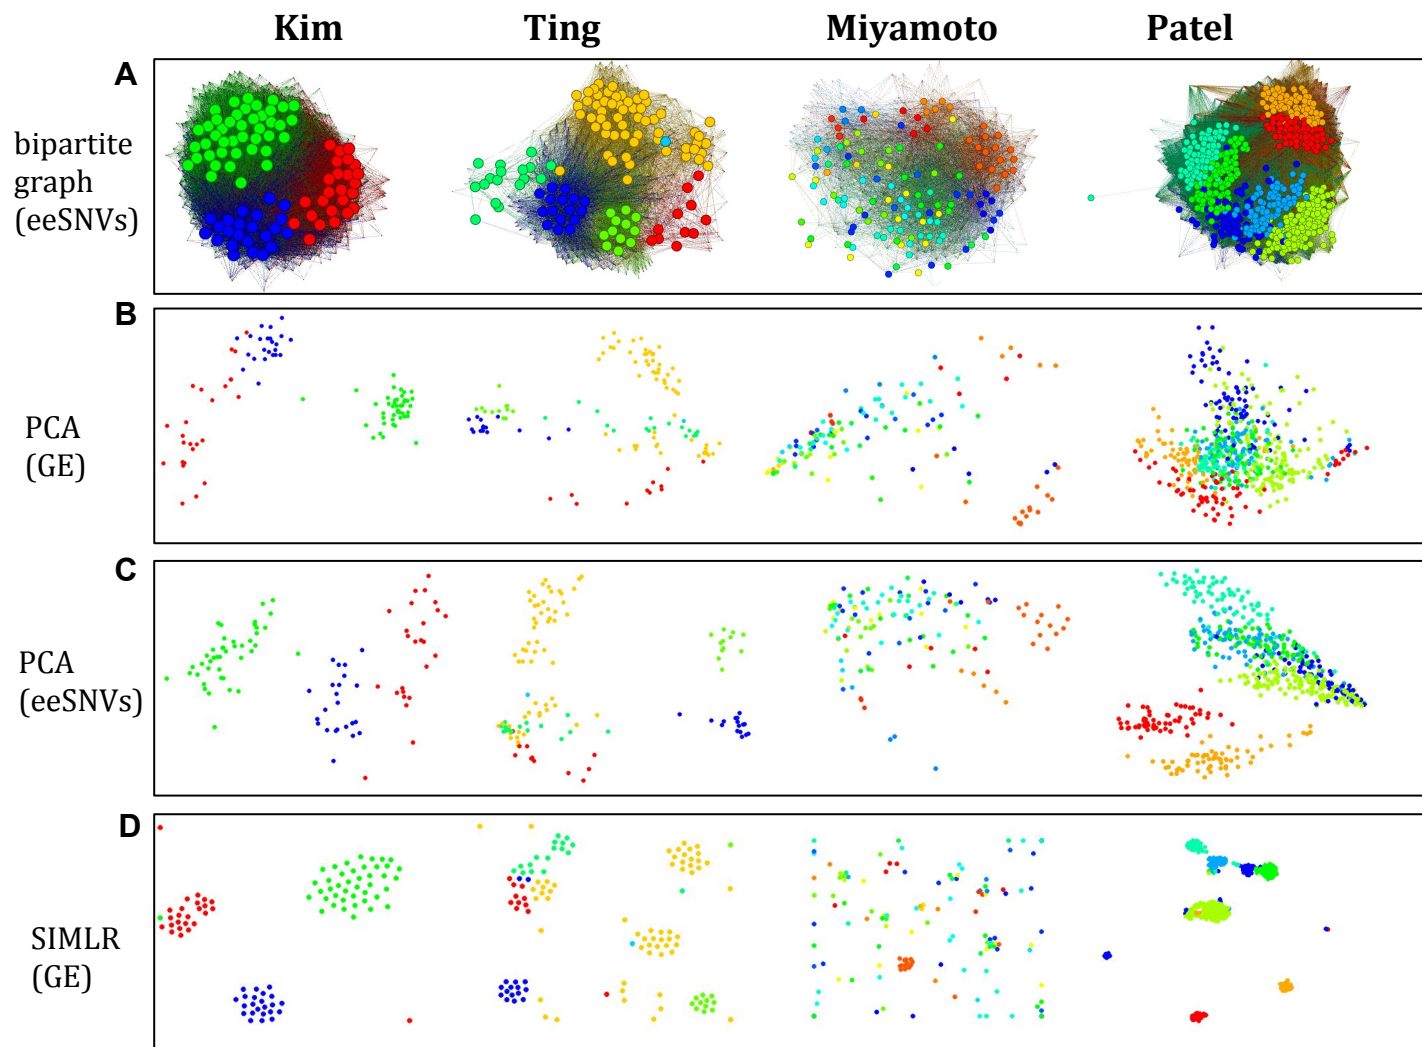 Kim Ting Miyamoto Patel
A
bipartite
graph
(eeSNVs)
B
PCA
(GE)
C
PCA
(eeSNVs)
D
SIMLR
(GE)